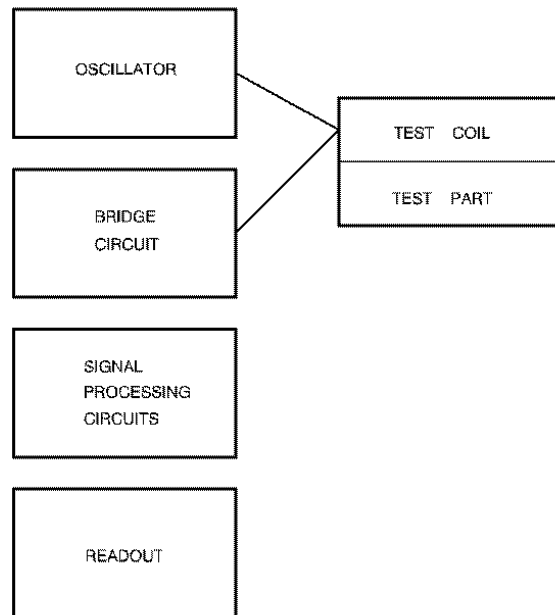 OSCILLATOR
TEST COIL
TEST PART
BRIDGE
CIRCUIT
SIGNAL
PROCESSING
CIRCUITS
READOUT